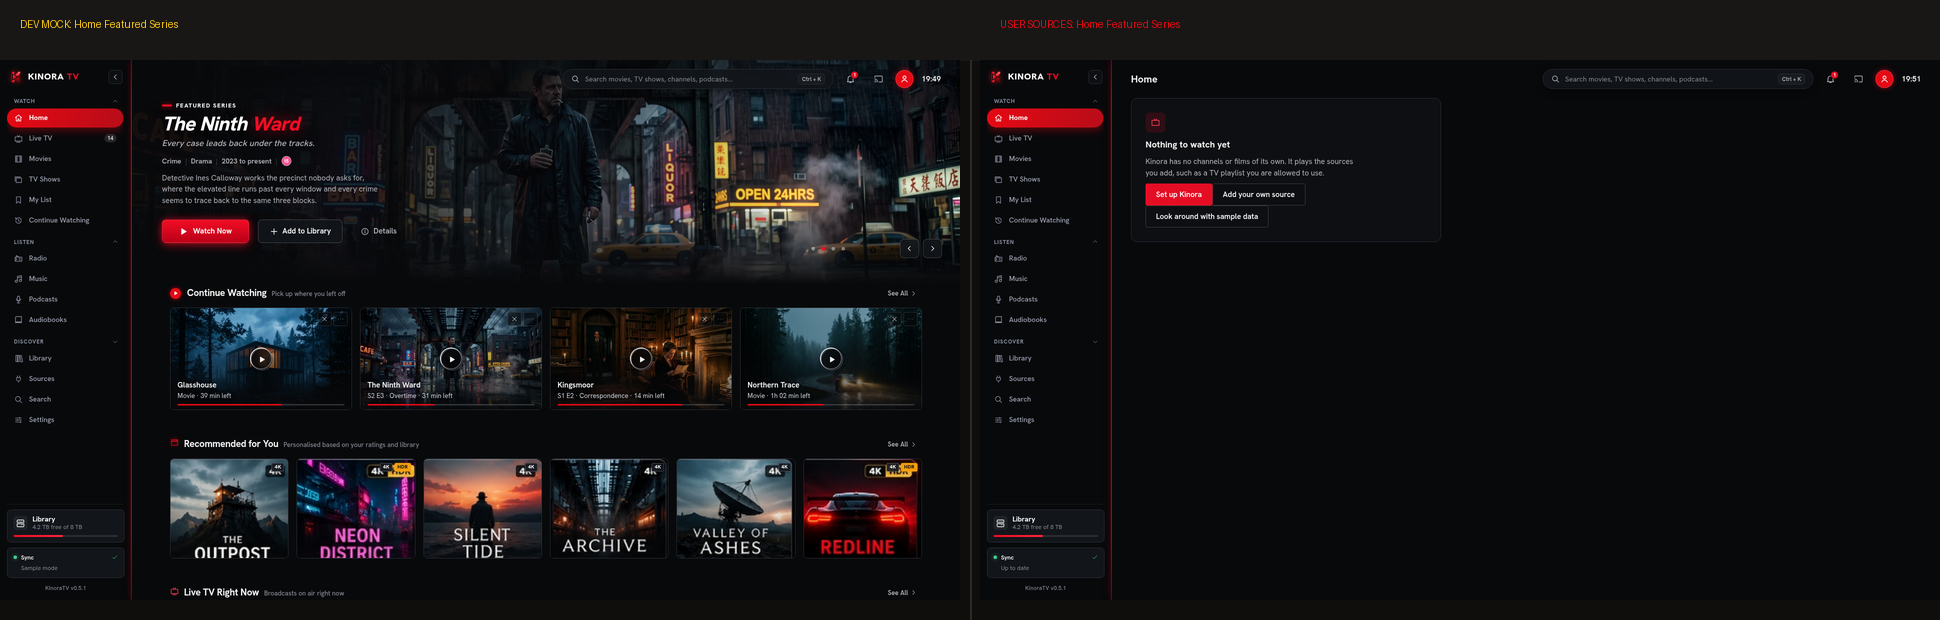 DEV MOCK: Home Featured Series
KINORA TV
WATCH
Home
Live TV
14
Movies
TV Shows
My List
Continue Watching
LISTEN
Radio
Music
Podcasts
Audiobooks
DISCOVER
Library
Sources
Search
Settings
Library
4.2 TB free of 8 TB
Sync
Sample mode
KinoraTV v0.5.1
Search movies, TV shows, channels, podcasts...
Ctrl + K
1
19:49
FEATURED SERIES
The Ninth Ward
Every case leads back under the tracks.
Crime
Drama
2023 to present
Detective Ines Calloway works the precinct nobody asks for,
where the elevated line runs past every window and every crime
seems to trace back to the same three blocks.
Watch Now
Add to Library
Details
BAR
LIQUOR
LIQUOR
OPEN 24HRS
Continue Watching
Pick up where you left off
See All
Glasshouse
Movie · 39 min left
CAFE
The Ninth Ward
S2 E3 · Overtime · 31 min left
Kingsmoor
S1 E2 · Correspondence · 14 min left
Northern Trace
Movie · 1h 02 min left
Recommended for You
Personalised based on your ratings and library
See All
4K
THE
OUTPOST
4K
HDR
NEON
DISTRICT
4K
SILENT
TIDE
4K
THE
ARCHIVE
4K
VALLEY OF
ASHES
4K
HDR
REDLINE
Live TV Right Now
Broadcasts on air right now
See All
USER SOURCES: Home Featured Series
KINORA TV
WATCH
Home
Live TV
Movies
TV Shows
My List
Continue Watching
LISTEN
Radio
Music
Podcasts
Audiobooks
DISCOVER
Library
Sources
Search
Settings
Library
4.2 TB free of 8 TB
Sync
Up to date
KinoraTV v0.5.1
Home
Search movies, TV shows, channels, podcasts...
Ctrl + K
1
19:51
Nothing to watch yet
Kinora has no channels or films of its own. It plays the sources
you add, such as a TV playlist you are allowed to use.
Set up Kinora
Add your own source
Look around with sample data